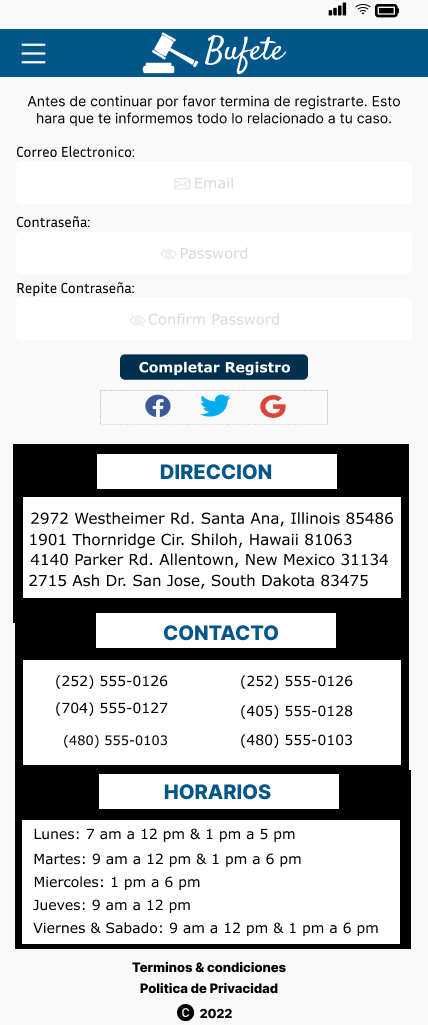 Bufete
Antes de continuar por favor termina de registrarte. Esto
hara que te informemos todo lo relacionado a tu caso.
Correo Electronico:
Email
Contraseña:
Password
Repite Contraseña:
Confirm Password
Completar Registro
DIRECCION
2972 Westheimer Rd. Santa Ana, Illinois 85486
1901 Thornridge Cir. Shiloh, Hawaii 81063
4140 Parker Rd. Allentown, New Mexico 31134
2715 Ash Dr. San Jose, South Dakota 83475
CONTACTO
(252) 555-0126 (252) 555-0126
(704) 555-0127 (405) 555-0128
(480) 555-0103 (480) 555-0103
HORARIOS
Lunes: 7 am a 12 pm & 1 pm a 5 pm
Martes: 9 am a 12 pm & 1 pm a 6 pm
Miercoles: 1 pm a 6 pm
Jueves: 9 am a 12 pm
Viernes & Sabado: 9 am a 12 pm & 1 pm a 6 pm
Terminos & condiciones
Politica de Privacidad
© 2022